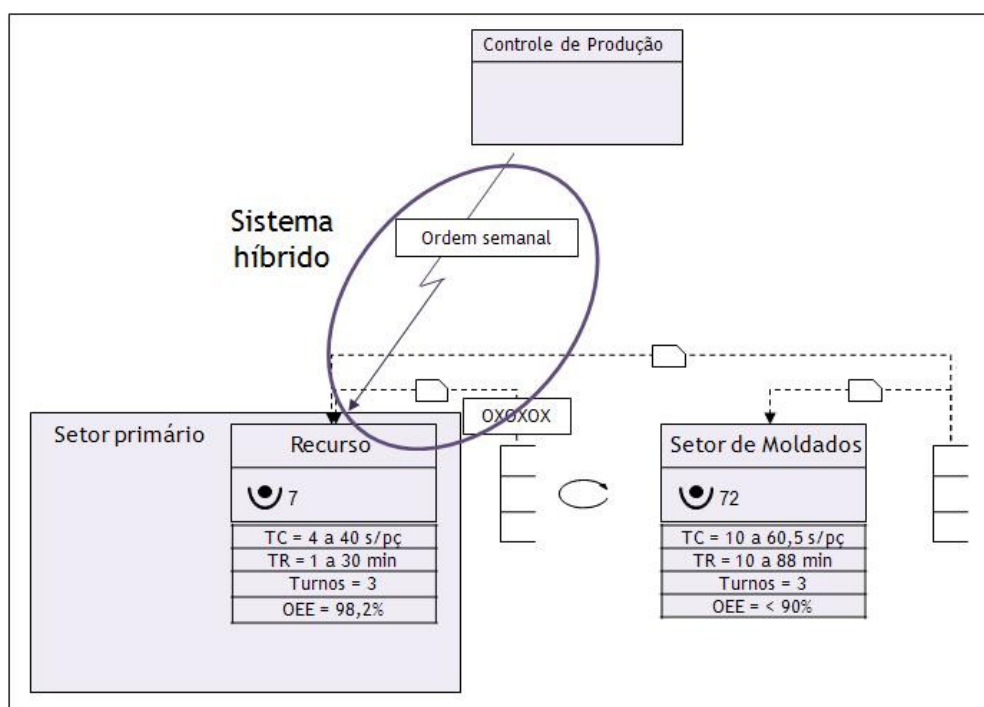 Controle de Produção
Sistema
híbrido
Ordem semanal
OXOXOX
Setor primário
Recurso
7
TC = 4 a 40 s/pç
TR = 1 a 30 min
Turnos = 3
OEE = 98,2%
Setor de Moldados
72
TC = 10 a 60,5 s/pç
TR = 10 a 88 min
Turnos = 3
OEE = < 90%